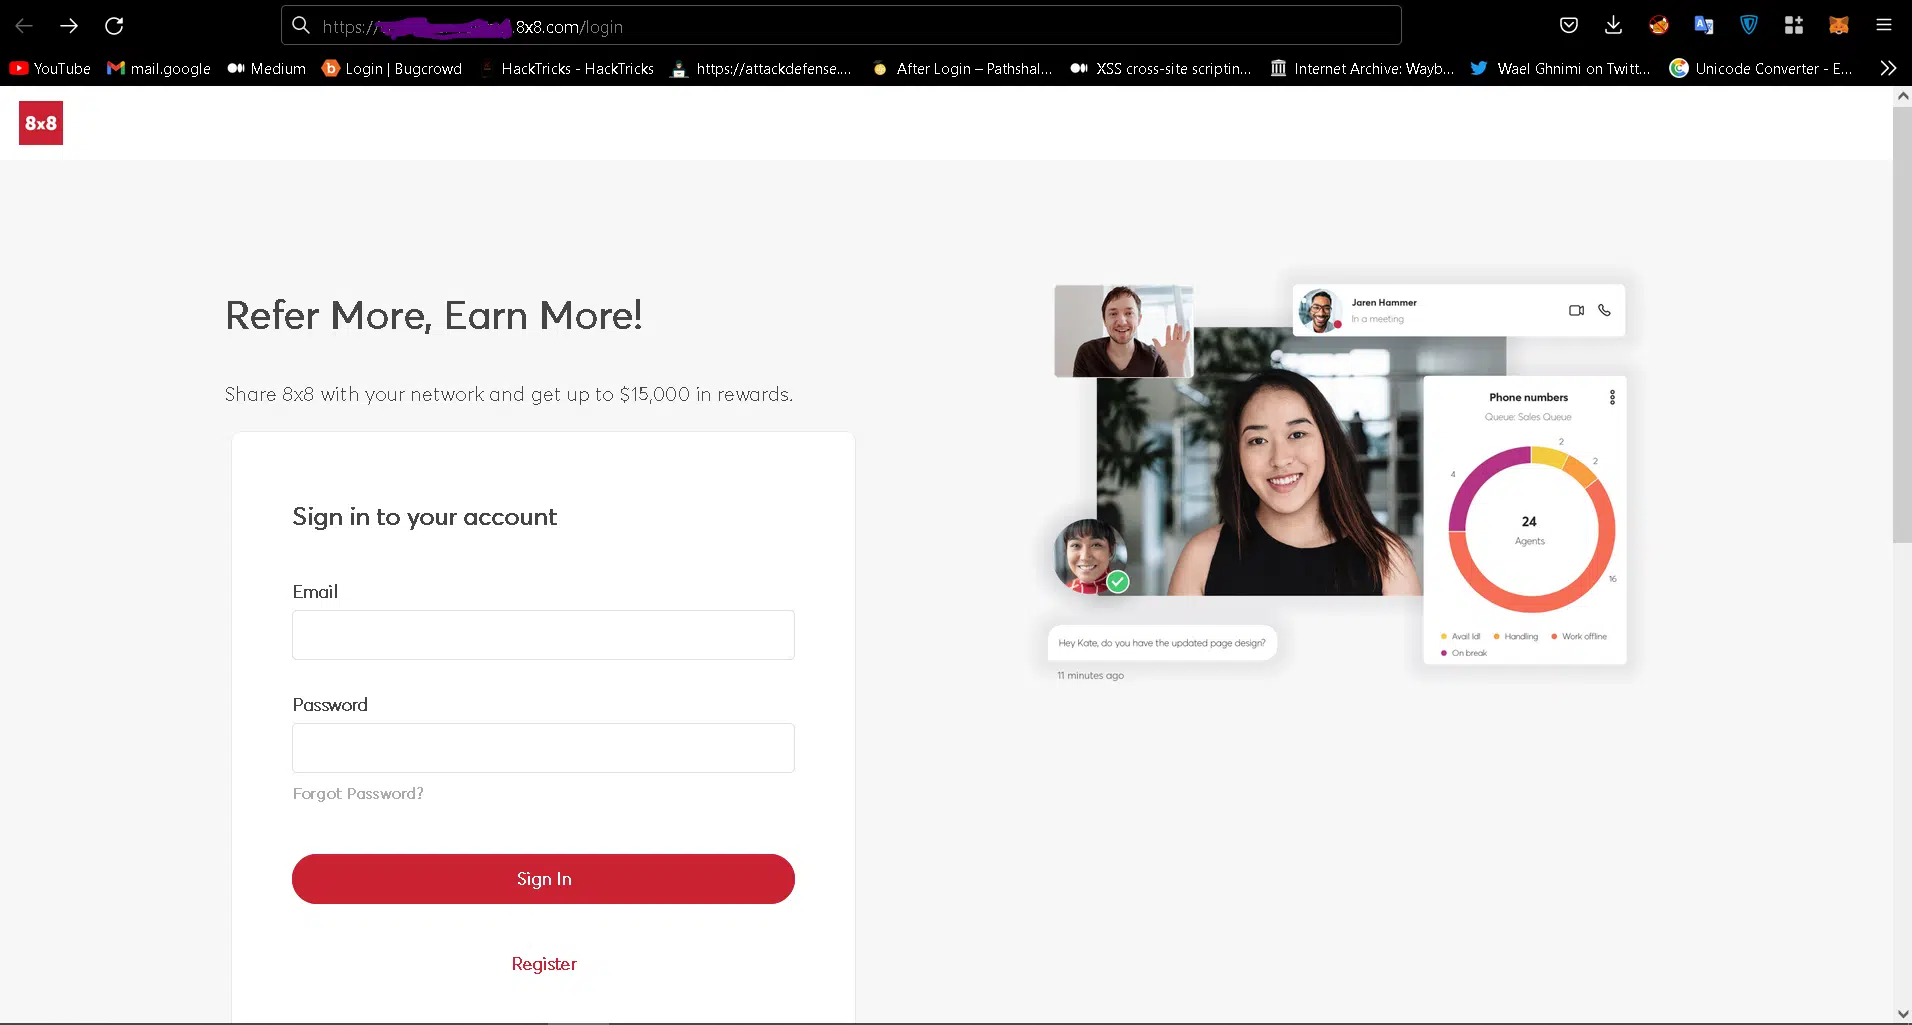 https:// .8x8.com/login
YouTube mail.google Medium Login | Bugcrowd HackTricks - HackTricks https://attackdefense.... After Login – Pathshal... XSS cross-site scriptin... Internet Archive: Wayb... Wael Ghnimi on Twitt... Unicode Converter - E...
8x8
Refer More, Earn More!
Share 8x8 with your network and get up to $15,000 in rewards.
Sign in to your account
Email
Password
Forgot Password?
Sign In
Register
Jaren Hammer
In a meeting
Phone numbers
Queue: Sales Queue
2
2
4
24
Agents
16
Avail Idl Handling Work offline
On break
Hey Kate, do you have the updated page design?
11 minutes ago